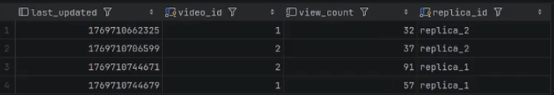 last_updated video_id view_count replica_id
1 1769710662325 1 32 replica_2
2 1769710706599 2 37 replica_2
3 1769710744671 2 91 replica_1
4 1769710744679 1 57 replica_1